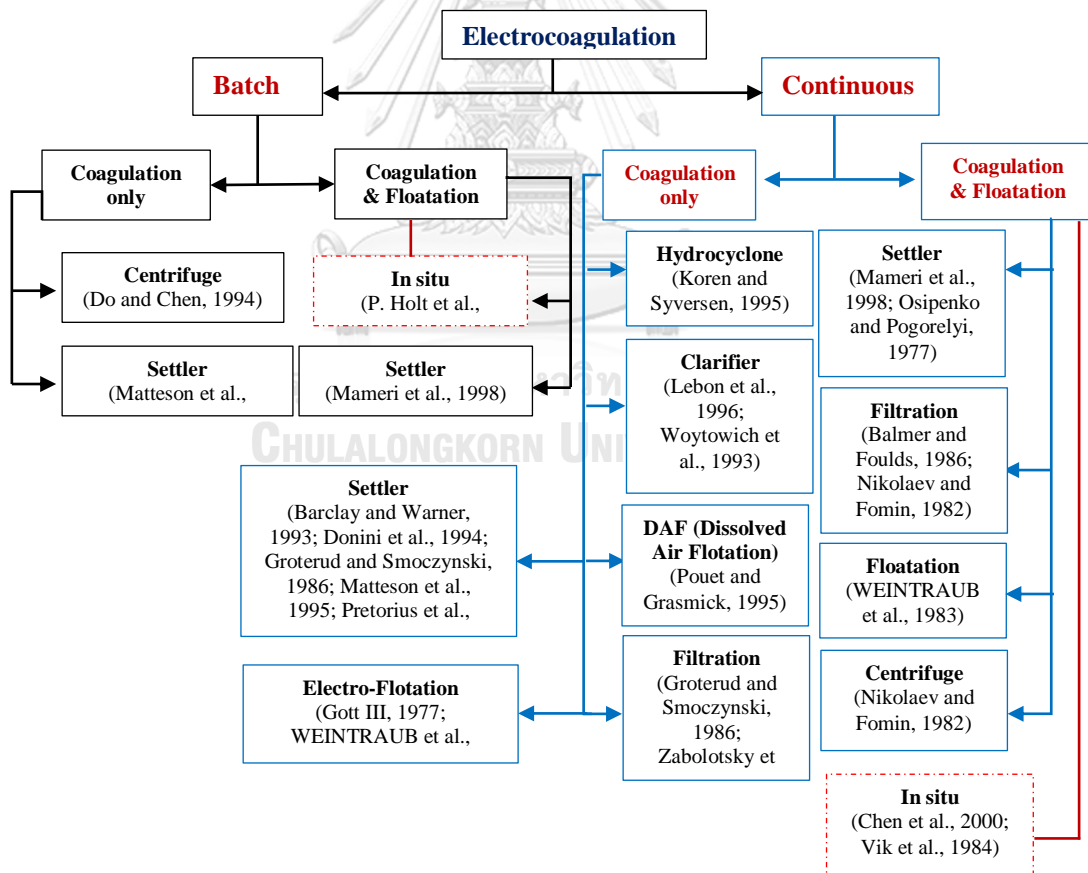 Electrocoagulation
Batch
Continuous
Coagulation
only
Coagulation
& Floatation
Coagulation
only
Coagulation
& Floatation
Centrifuge
(Do and Chen, 1994)
In situ
(P. Holt et al.,
Settler
(Matteson et al.,
Settler
(Mameri et al., 1998)
Hydrocyclone
(Koren and
Syversen, 1995)
Settler
(Mameri et al.,
1998; Osipenko
and Pogorelyi,
1977)
Clarifier
(Lebon et al.,
1996;
Woytowich
et al., 1993)
Filtration
(Balmer and
Foulds, 1986;
Nikolaev and
Fomin, 1982)
CHULALONGKORN UNI
Settler
(Barclay and Warner,
1993; Donini et al., 1994;
Groterud and Smoczynski,
1986; Matteson et al.,
1995; Pretorius et al.,
DAF (Dissolved
Air Flotation)
(Pouet and
Grasmick, 1995)
Floatation
(WEINTRAUB
et al., 1983)
Electro-Flotation
(Gott III, 1977;
WEINTRAUB et al.,
Filtration
(Groterud and
Smoczynski,
1986;
Zabolotsky et
Centrifuge
(Nikolaev and
Fomin, 1982)
In situ
(Chen et al., 2000;
Vik et al., 1984)